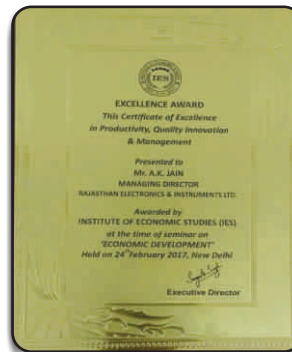 IES
EXCELLENCE AWARD
This Certificate of Excellence
in Productivity, Quality Innovation
& Management
Presented to
Mr. A.K. JAIN
MANAGING DIRECTOR
RAJASTHAN ELECTRONICS & INSTRUMENTS LTD.
Awarded by
INSTITUTE OF ECONOMIC STUDIES (IES)
at the time of seminar on
'ECONOMIC DEVELOPMENT'
Held on 24th February 2017, New Delhi
Executive Director